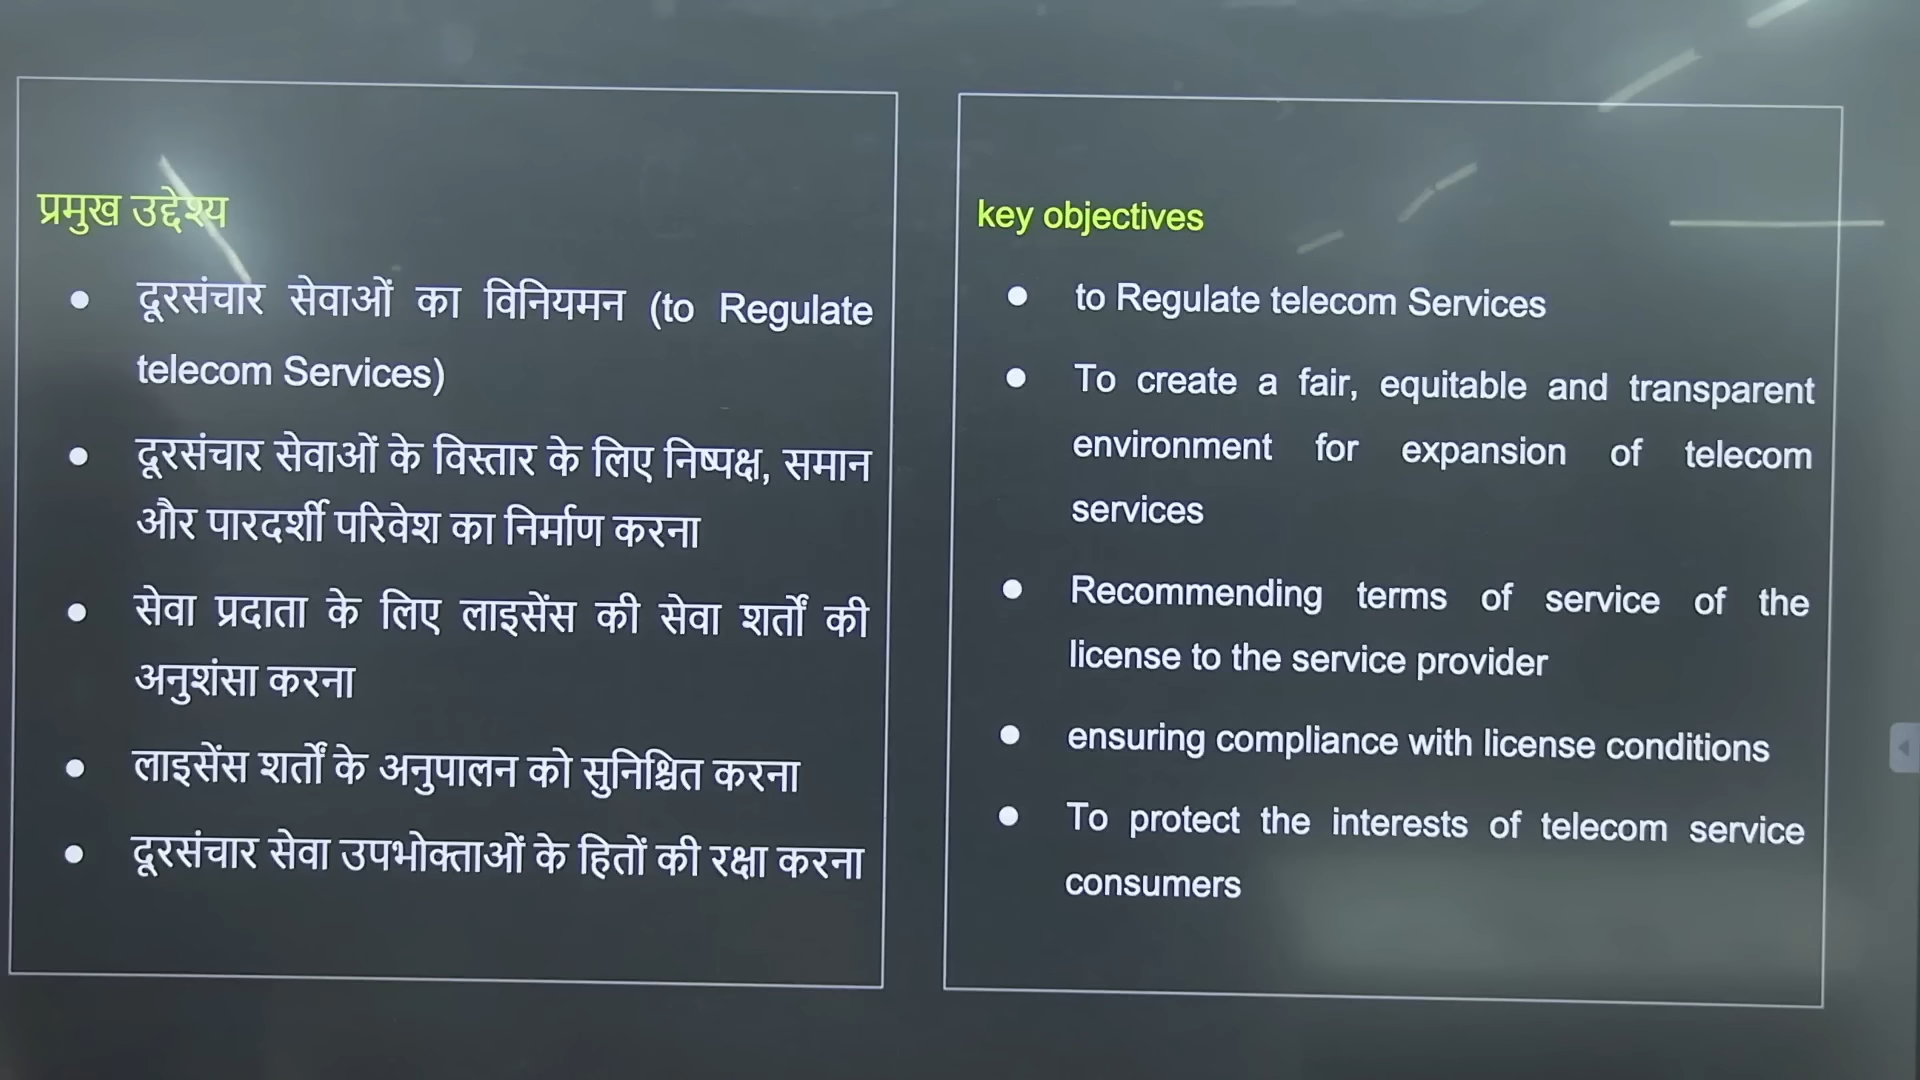 प्रमुख उद्देश्य
● दूरसंचार सेवाओं का विनियमन (to Regulate
telecom Services)
● दूरसंचार सेवाओं के विस्तार के लिए निष्पक्ष, समान
और पारदर्शी परिवेश का निर्माण करना
● सेवा प्रदाता के लिए लाइसेंस की सेवा शर्तों की
अनुशंसा करना
● लाइसेंस शर्तों के अनुपालन को सुनिश्चित करना
● दूरसंचार सेवा उपभोक्ताओं के हितों की रक्षा करना
key objectives
● to Regulate telecom Services
● To create a fair, equitable and transparent
environment for expansion of telecom
services
● Recommending terms of service of the
license to the service provider
● ensuring compliance with license conditions
● To protect the interests of telecom service
consumers